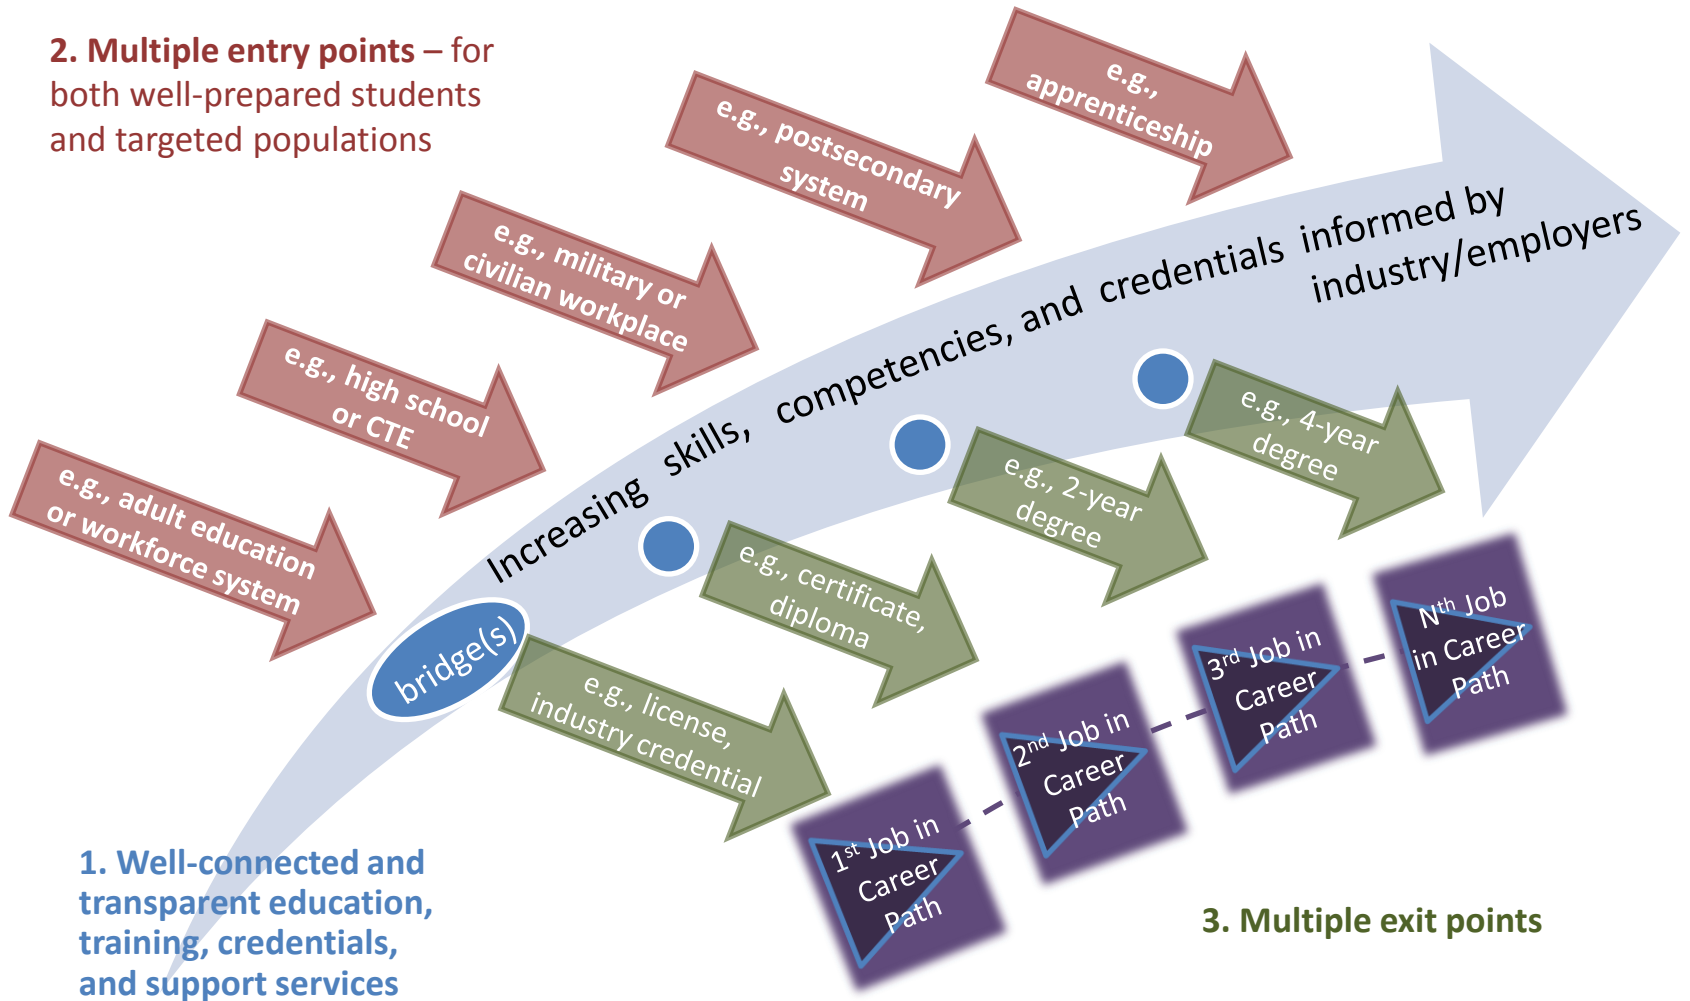 2. Multiple entry points – for
both well-prepared students
and targeted populations
e.g.,
apprenticeship
e.g., postsecondary
system
e.g., military or
civilian workplace
e.g., high school
or CTE
e.g., adult education
or workforce system
Increasing skills, competencies, and credentials informed by
industry/employers
bridge(s)
e.g., license,
industry credential
e.g., certificate,
diploma
e.g., 2-year
degree
e.g., 4-year
degree
1st Job in
Career
Path
2nd Job in
Career
Path
3rd Job in
Career
Path
Nth Job
in Career
Path
1. Well-connected and
transparent education,
training, credentials,
and support services
3. Multiple exit points